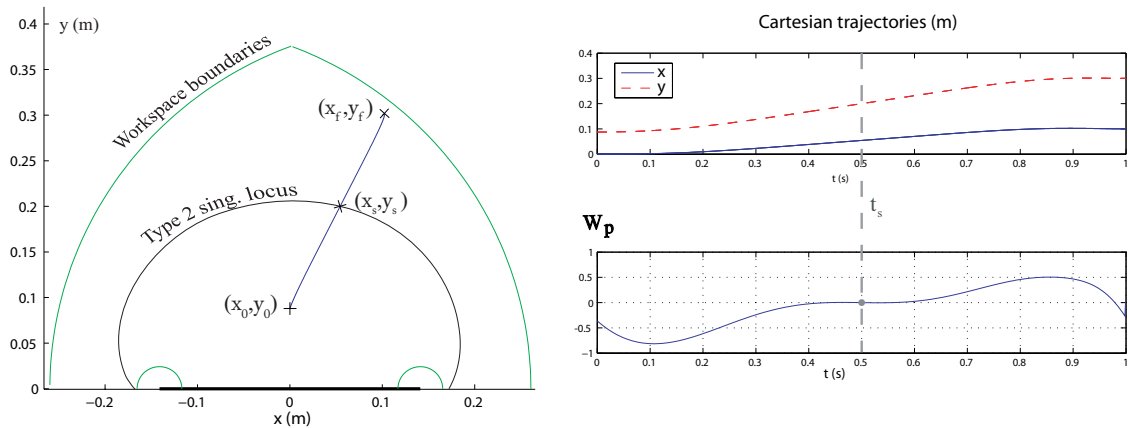 0.4
y (m)
0.35
0.3
0.25
0.2
0.15
0.1
0.05
0
Workspace boundaries
(x_f,y_f)
Type 2 sing. locus
(x_s,y_s)
(x_0,y_0)
−0.2 −0.1 0 0.1 0.2
x (m)
Cartesian trajectories (m)
0.4
0.3
0.2
0.1
0
x
y
0 0.1 0.2 0.3 0.4 0.5 0.6 0.7 0.8 0.9 1
t (s)
t_s
W_p
1
0.5
0
-0.5
−1
0 0.1 0.2 0.3 0.4 0.5 0.6 0.7 0.8 0.9 1
t (s)